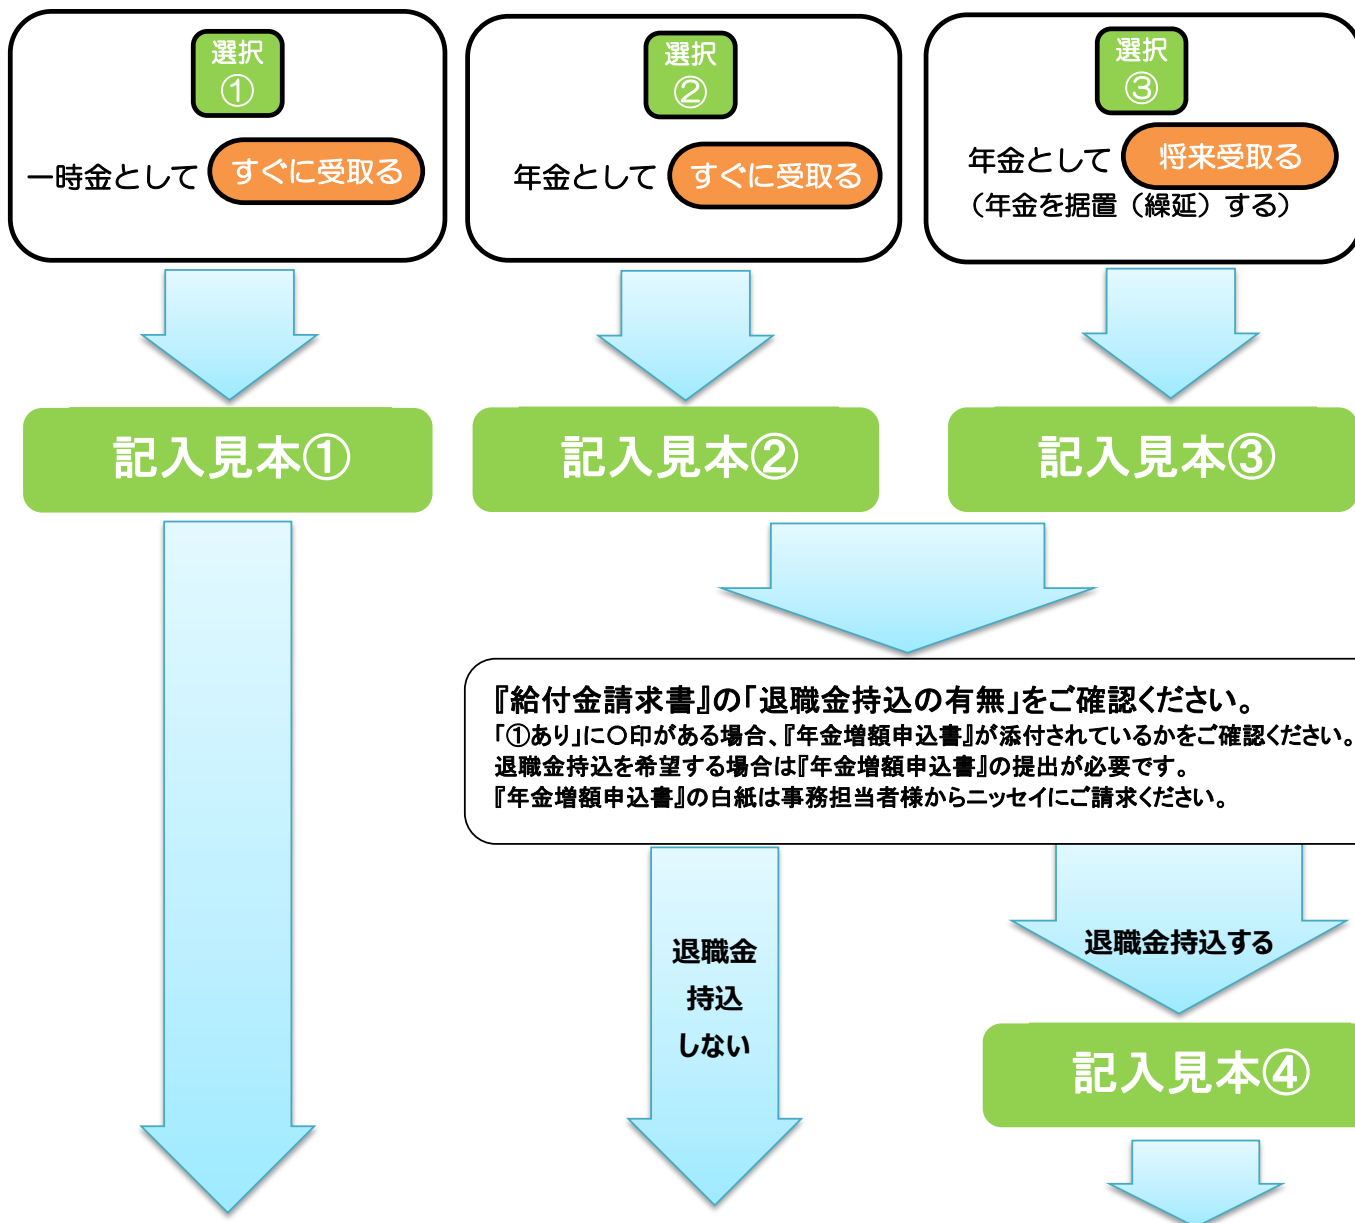 選択
①
一時金として すぐに受取る
選択
②
年金として すぐに受取る
選択
③
年金として 将来受取る
（年金を据置（繰延）する）
記入見本①
記入見本②
記入見本③
『給付金請求書』の「退職金持込の有無」をご確認ください。
「①あり」に〇印がある場合、『年金増額申込書』が添付されているかをご確認ください。
退職金持込を希望する場合は『年金増額申込書』の提出が必要です。
『年金増額申込書』の白紙は事務担当者様からニッセイにご請求ください。
退職金
持込
しない
退職金持込する
記入見本④